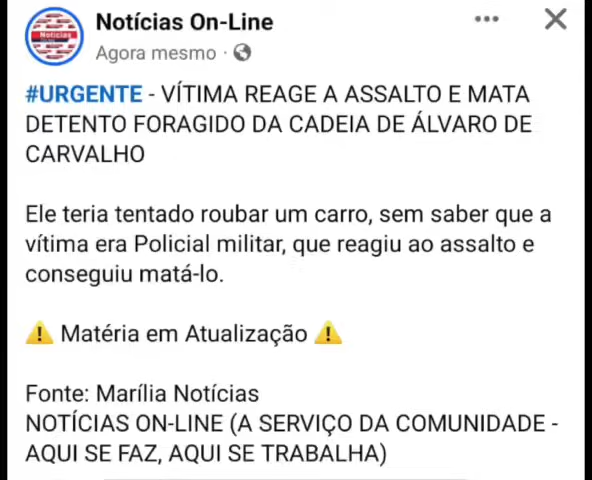 Notícias
Notícias On-Line
Agora mesmo ·
#URGENTE - VÍTIMA REAGE A ASSALTO E MATA
DETENTO FORAGIDO DA CADEIA DE ÁLVARO DE
CARVALHO
Ele teria tentado roubar um carro, sem saber que a
vítima era Policial militar, que reagiu ao assalto e
conseguiu matá-lo.
⚠️ Matéria em Atualização ⚠️
Fonte: Marília Notícias
NOTÍCIAS ON-LINE (A SERVIÇO DA COMUNIDADE -
AQUI SE FAZ, AQUI SE TRABALHA)